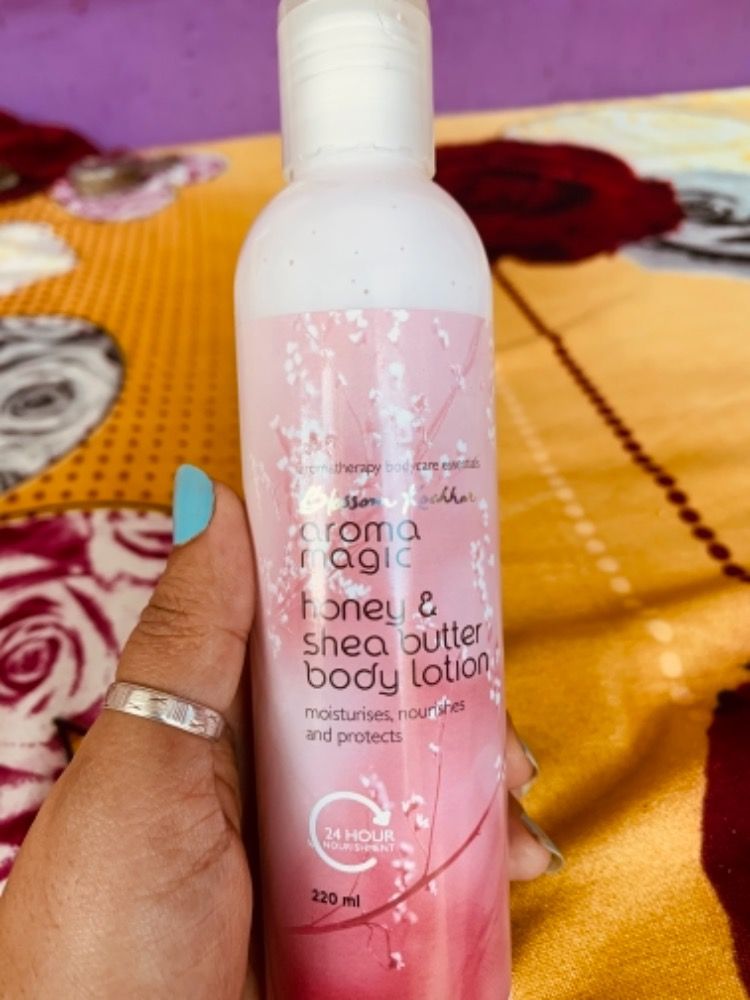 aromatherapy bodycare essentials
Blossom Kochhar
aroma
magic
honey &
shea butter
body lotion
moisturises, nourishes
and protects
24 HOUR
NOURISHMENT
220 ml